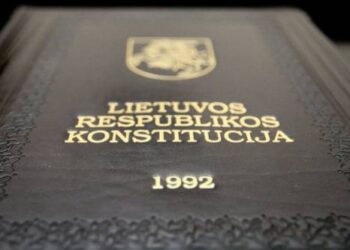 LIETUVOS
RESPUBLIKOS
KONSTITUCIJA
1992